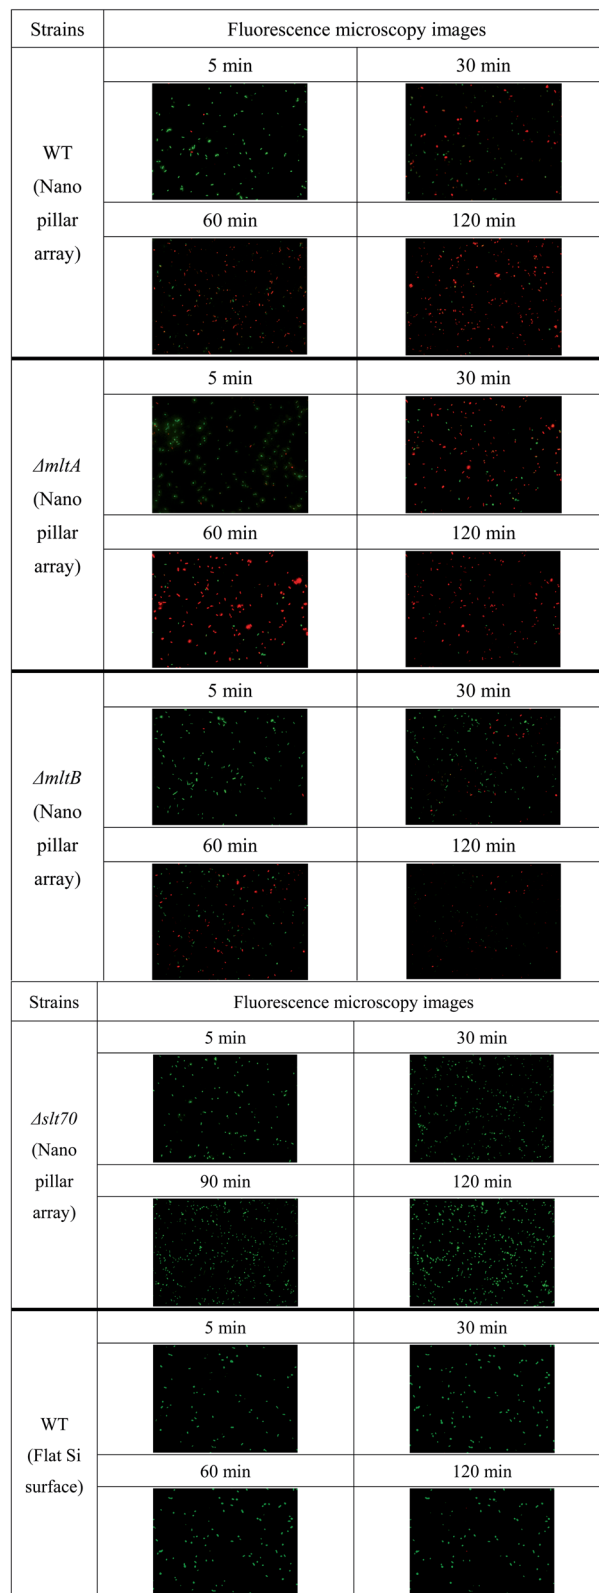 Strains
Fluorescence microscopy images
5 min
30 min
WT
(Nano
pillar
array)
60 min
120 min
5 min
30 min
ΔmltA
(Nano
pillar
array)
60 min
120 min
5 min
30 min
ΔmltB
(Nano
pillar
array)
60 min
120 min
Strains
Fluorescence microscopy images
5 min
30 min
Δslt70
(Nano
pillar
array)
90 min
120 min
5 min
30 min
WT
(Flat Si
surface)
60 min
120 min